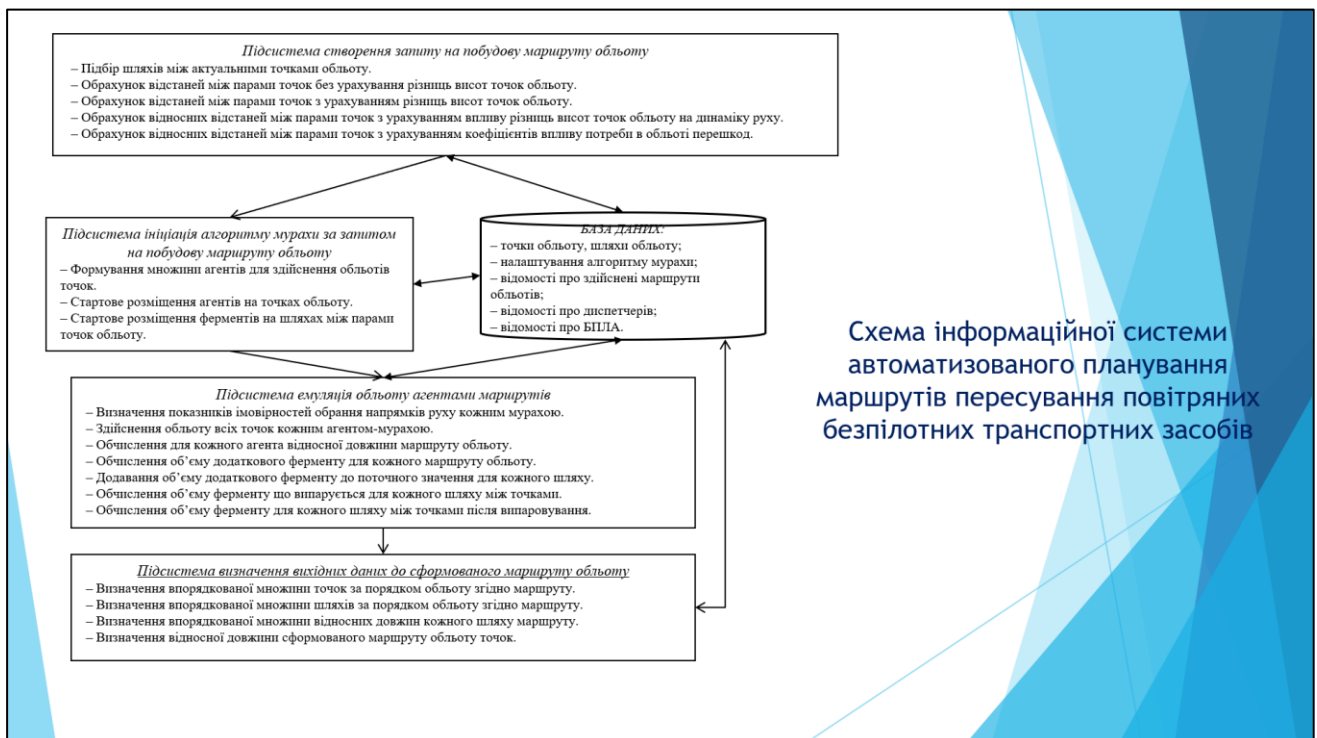 Підсистема створення запиту на побудову маршруту обльоту
– Підбір шляхів між актуальними точками обльоту.
– Обрахунок відстаней між парами точок без урахування різниць висот точок обльоту.
– Обрахунок відстаней між парами точок з урахуванням різниць висот точок обльоту.
– Обрахунок відносних відстаней між парами точок з урахуванням впливу різниць висот точок обльоту на динаміку руху.
– Обрахунок відносних відстаней між парами точок з урахуванням коефіцієнтів впливу потреби в обльоті перешкод.
Підсистема ініціація алгоритму мурахи за запитом
на побудову маршруту обльоту
– Формування множини агентів для здійснення обльотів
точок.
– Стартове розміщення агентів на точках обльоту.
– Стартове розміщення ферментів на шляхах між парами
точок обльоту.
БАЗА ДАНИХ:
– точки обльоту, шляхи обльоту;
– налаштування алгоритму мурахи;
– відомості про здійснені маршрути
обльотів;
– відомості про диспетчерів;
– відомості про БПЛА.
Підсистема емуляція обльоту агентами маршрутів
– Визначення показників імовірностей обрання напрямків руху кожним мурахою.
– Здійснення обльоту всіх точок кожним агентом-мурахою.
– Обчислення для кожного агента відносної довжини маршруту обльоту.
– Обчислення об’єму додаткового ферменту для кожного маршруту обльоту.
– Додавання об’єму додаткового ферменту до поточного значення для кожного шляху.
– Обчислення об’єму ферменту що випарується для кожного шляху між точками.
– Обчислення об’єму ферменту для кожного шляху між точками після випаровування.
Підсистема визначення вихідних даних до сформованого маршруту обльоту
– Визначення впорядкованої множини точок за порядком обльоту згідно маршруту.
– Визначення впорядкованої множини шляхів за порядком обльоту згідно маршруту.
– Визначення впорядкованої множини відносних довжин кожного шляху маршруту.
– Визначення відносної довжини сформованого маршруту обльоту точок.
Схема інформаційної системи
автоматизованого планування
маршрутів пересування повітряних
безпілотних транспортних засобів